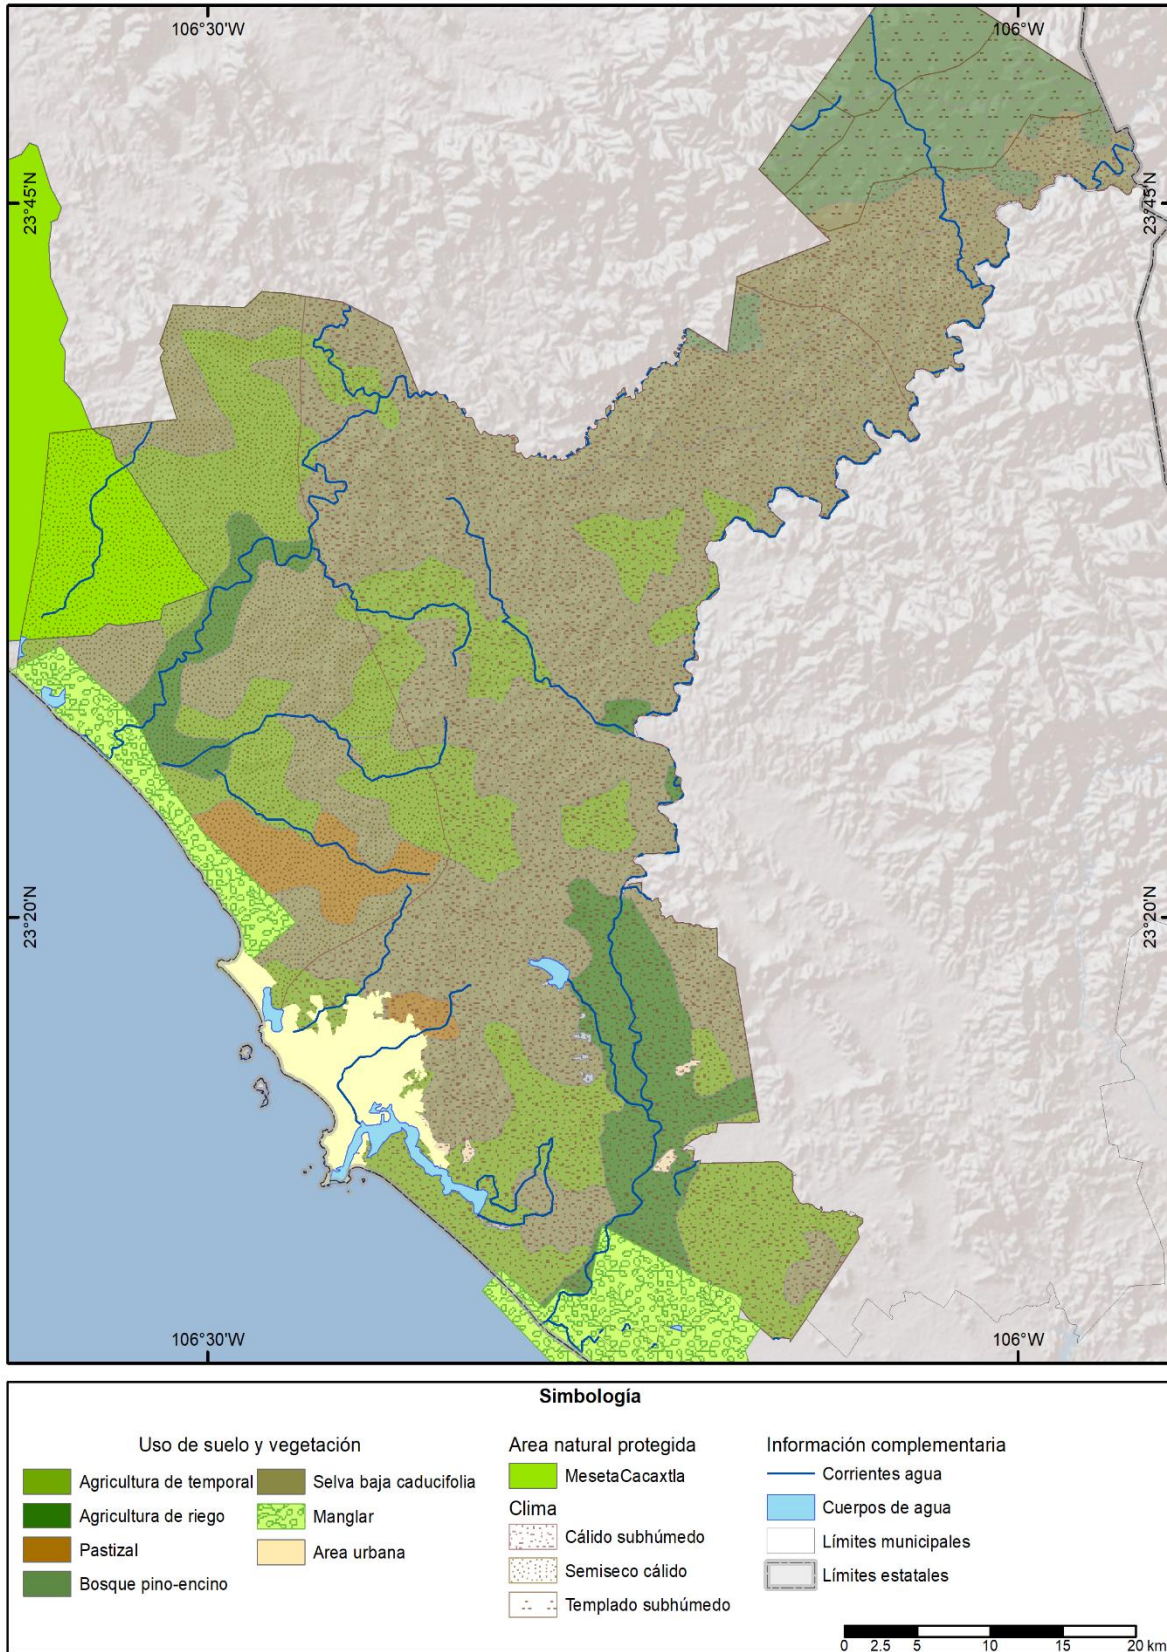 106°30'W
106°W
23°45'N
23°45'N
23°20'N
23°20'N
106°30'W
106°W
Simbología
Uso de suelo y vegetación
Agricultura de temporal
Agricultura de riego
Pastizal
Bosque pino-encino
Selva baja caducifolia
Manglar
Area urbana
Area natural protegida
MesetaCacaxtla
Clima
Cálido subhúmedo
Semiseco cálido
Templado subhúmedo
Información complementaria
Corrientes agua
Cuerpos de agua
Límites municipales
Límites estatales
0 2.5 5 10 15 20 km